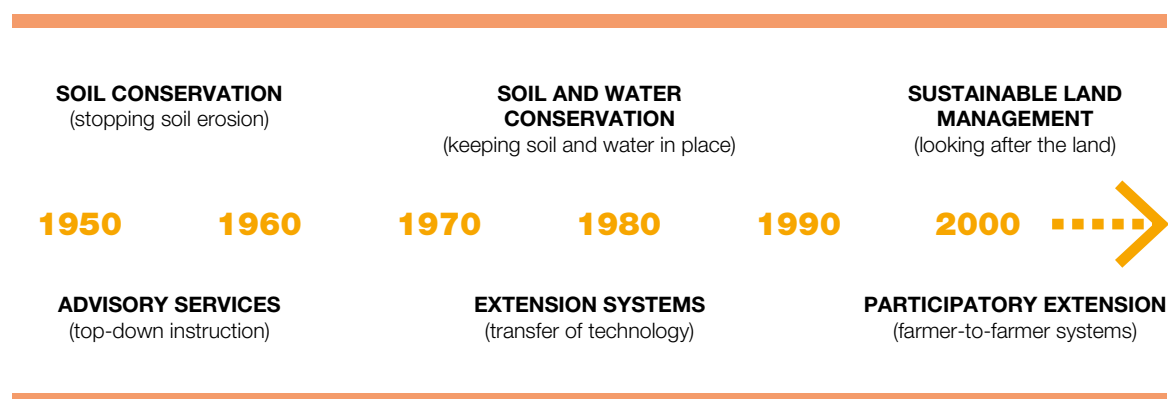 SOIL CONSERVATION
(stopping soil erosion)
SOIL AND WATER
CONSERVATION
(keeping soil and water in place)
SUSTAINABLE LAND
MANAGEMENT
(looking after the land)
1950 1960 1970 1980 1990 2000
ADVISORY SERVICES
(top-down instruction)
EXTENSION SYSTEMS
(transfer of technology)
PARTICIPATORY EXTENSION
(farmer-to-farmer systems)